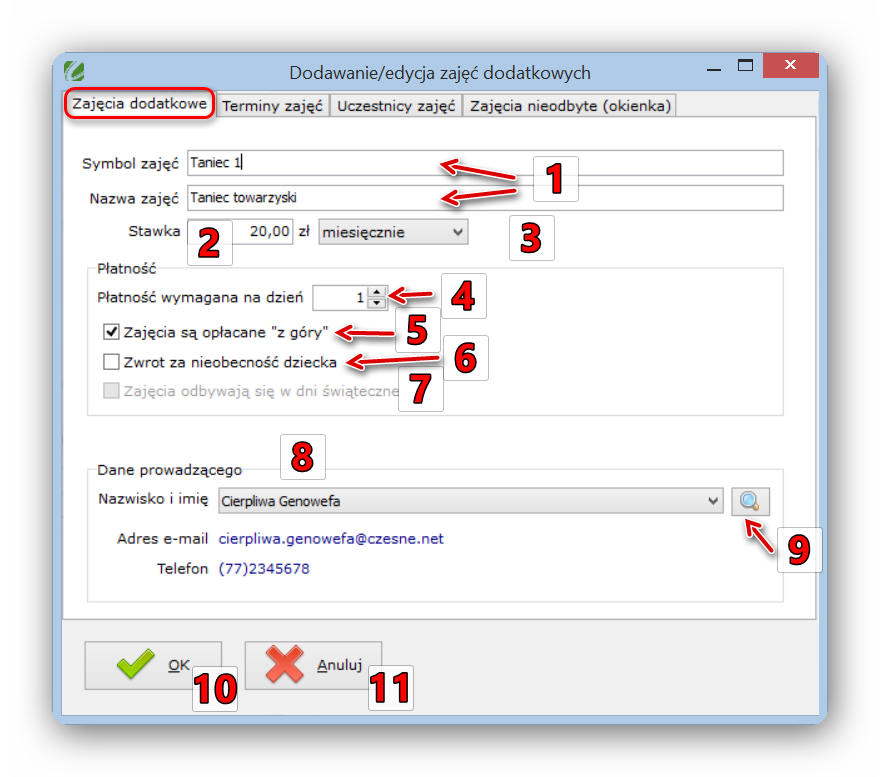 Dodawanie/edycja zajęć dodatkowych
Zajęcia dodatkowe Terminy zajęć Uczestnicy zajęć Zajęcia nieodbyte (okienka)
Symbol zajęć Taniec 1
1
Nazwa zajęć Taniec towarzyski
Stawka 2 20,00 zł miesięcznie 3
Płatność
Płatność wymagana na dzień 1 4
Zajęcia są opłacane "z góry" 5
Zwrot za nieobecność dziecka 6
Zajęcia odbywają się w dni świąteczne 7
8
Dane prowadzącego
Nazwisko i imię Cierpliwa Genowefa
9
Adres e-mail cierpliwa.genowefa@czesne.net
Telefon (77)2345678
OK Anuluj
10 11